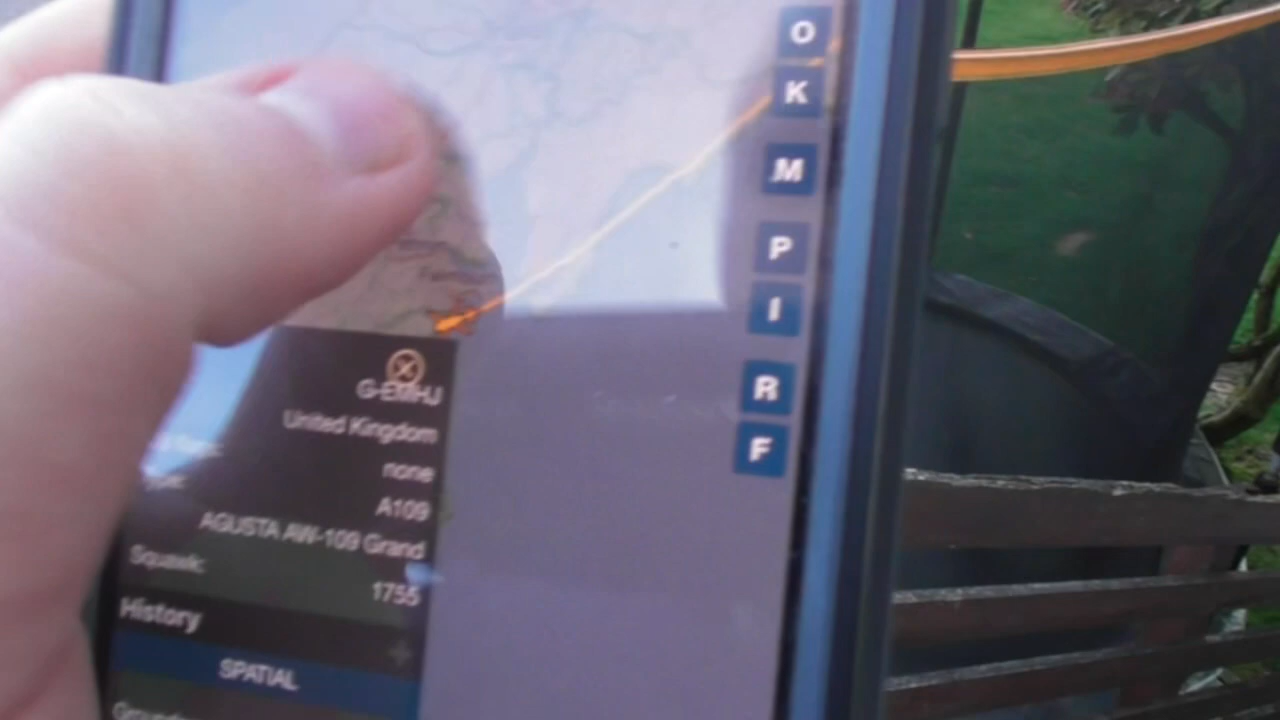 O
K
M
P
I
R
F
G-EMHJ
United Kingdom
none
A109
AGUSTA AW-109 Grand
Squawk:
1755
History
SPATIAL